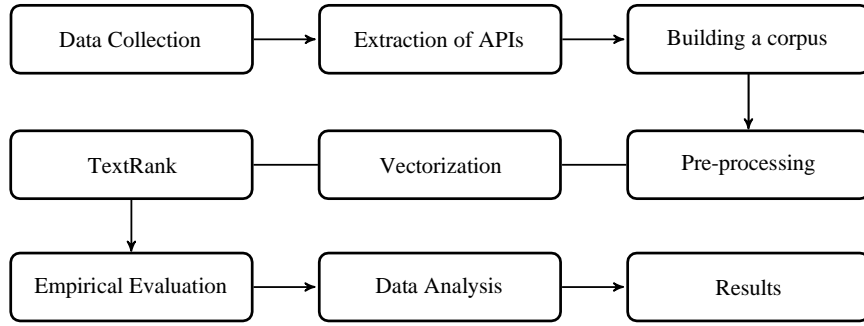 Data Collection
Extraction of APIs
Building a corpus
TextRank
Vectorization
Pre-processing
Empirical Evaluation
Data Analysis
Results